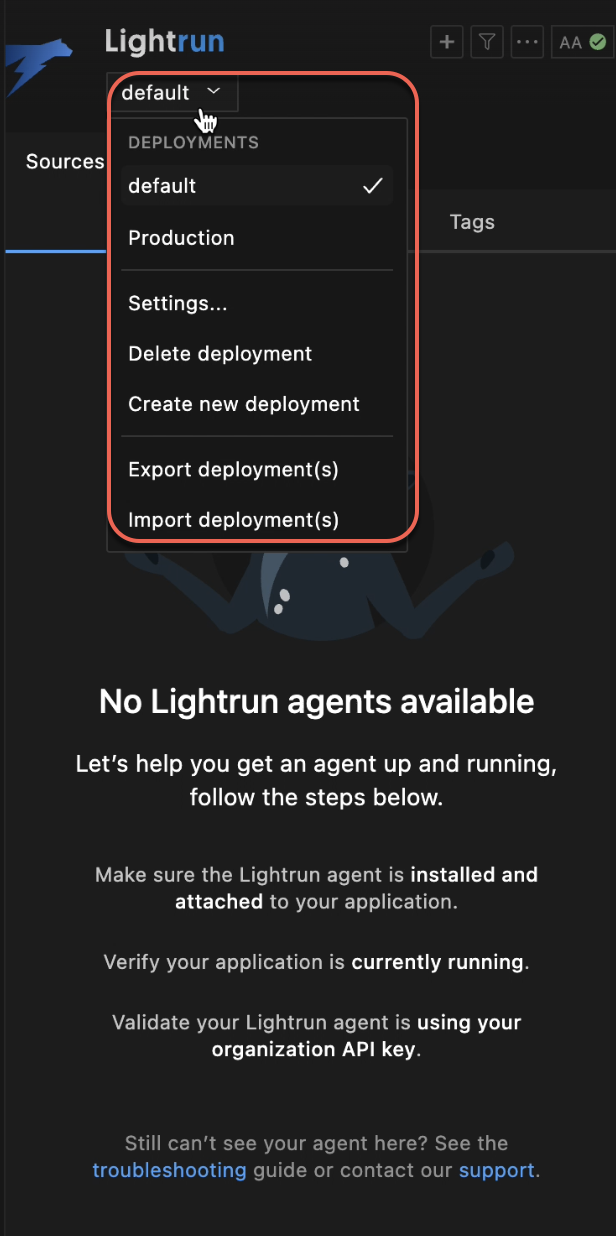 Lightrun
AA
default
DEPLOYMENTS
Sources
default
Tags
Production
Settings...
Delete deployment
Create new deployment
Export deployment(s)
Import deployment(s)
No Lightrun agents available
Let’s help you get an agent up and running,
follow the steps below.
Make sure the Lightrun agent is installed and
attached to your application.
Verify your application is currently running.
Validate your Lightrun agent is using your
organization API key.
Still can’t see your agent here? See the
troubleshooting guide or contact our support.